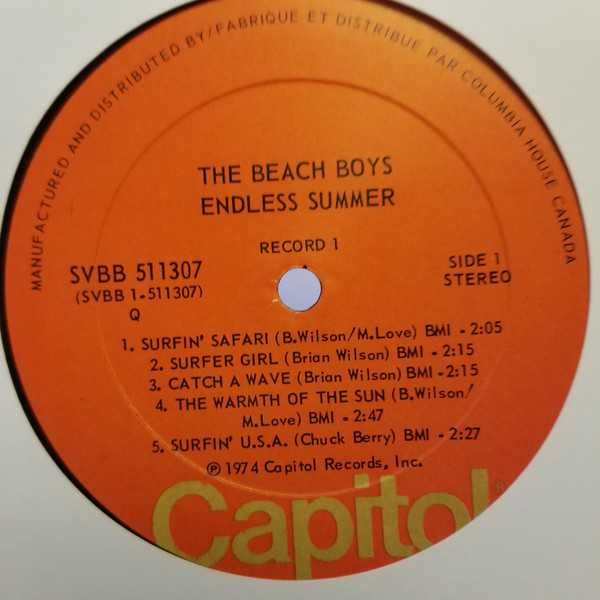 MANUFACTURED AND DISTRIBUTED BY/FABRIQUE ET DISTRIBUE PAR COLUMBIA HOUSE CANADA
THE BEACH BOYS
ENDLESS SUMMER
RECORD 1
SVBB 511307
(SVBB 1-511307)
Q
SIDE 1
STEREO
1. SURFIN' SAFARI (B.Wilson/M.Love) BMI - 2:05
2. SURFER GIRL (Brian Wilson) BMI - 2:15
3. CATCH A WAVE (Brian Wilson) BMI - 2:15
4. THE WARMTH OF THE SUN (B.Wilson/
M.Love) BMI - 2:47
5. SURFIN' U.S.A. (Chuck Berry) BMI - 2:27
℗ 1974 Capitol Records, Inc.
Capitol®